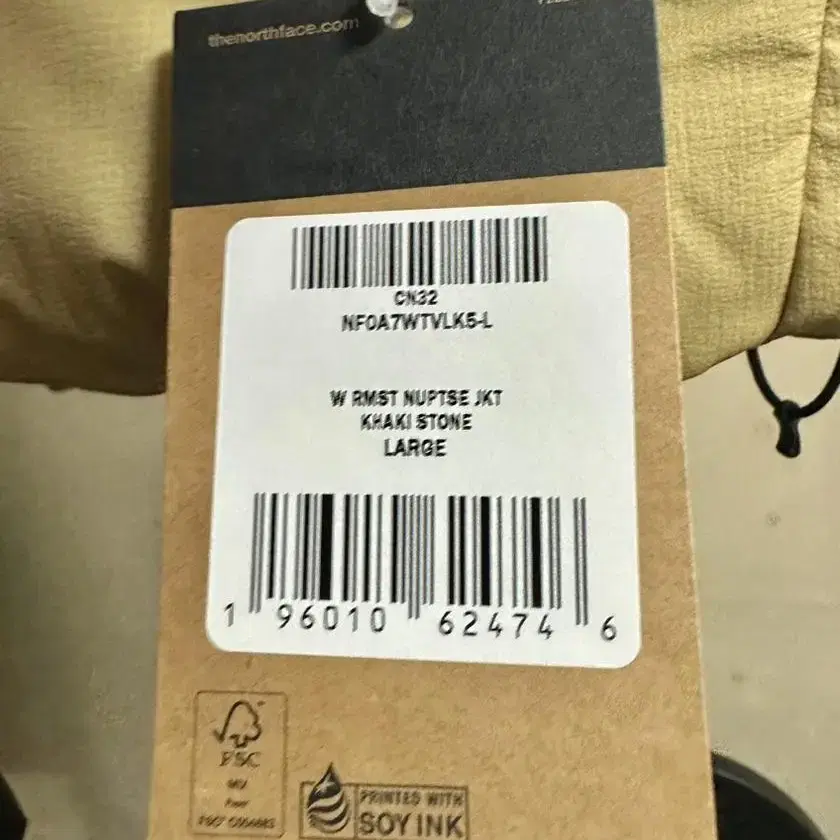 thenorthface.com
CN32
NF0A7WTVLK5-L
W RMST NUPTSE JKT
KHAKI STONE
LARGE
1 96010 62474 6
FSC
PRINTED WITH
SOY INK